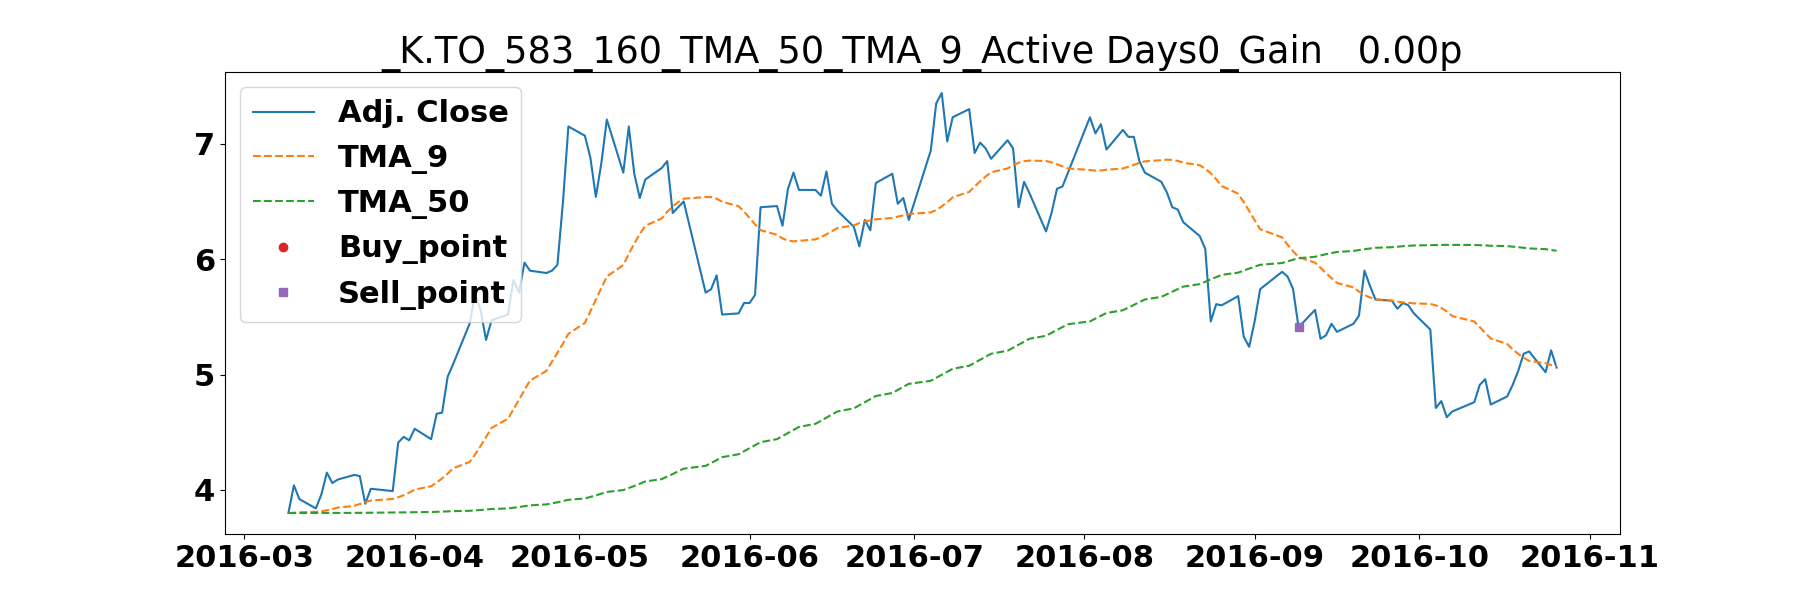 _K.TO_583_160_TMA_50_TMA_9_Active Days0_Gain   0.00p
Adj. Close
TMA_9
TMA_50
Buy_point
Sell_point
7
6
5
4
2016-03 2016-04 2016-05 2016-06 2016-07 2016-08 2016-09 2016-10 2016-11